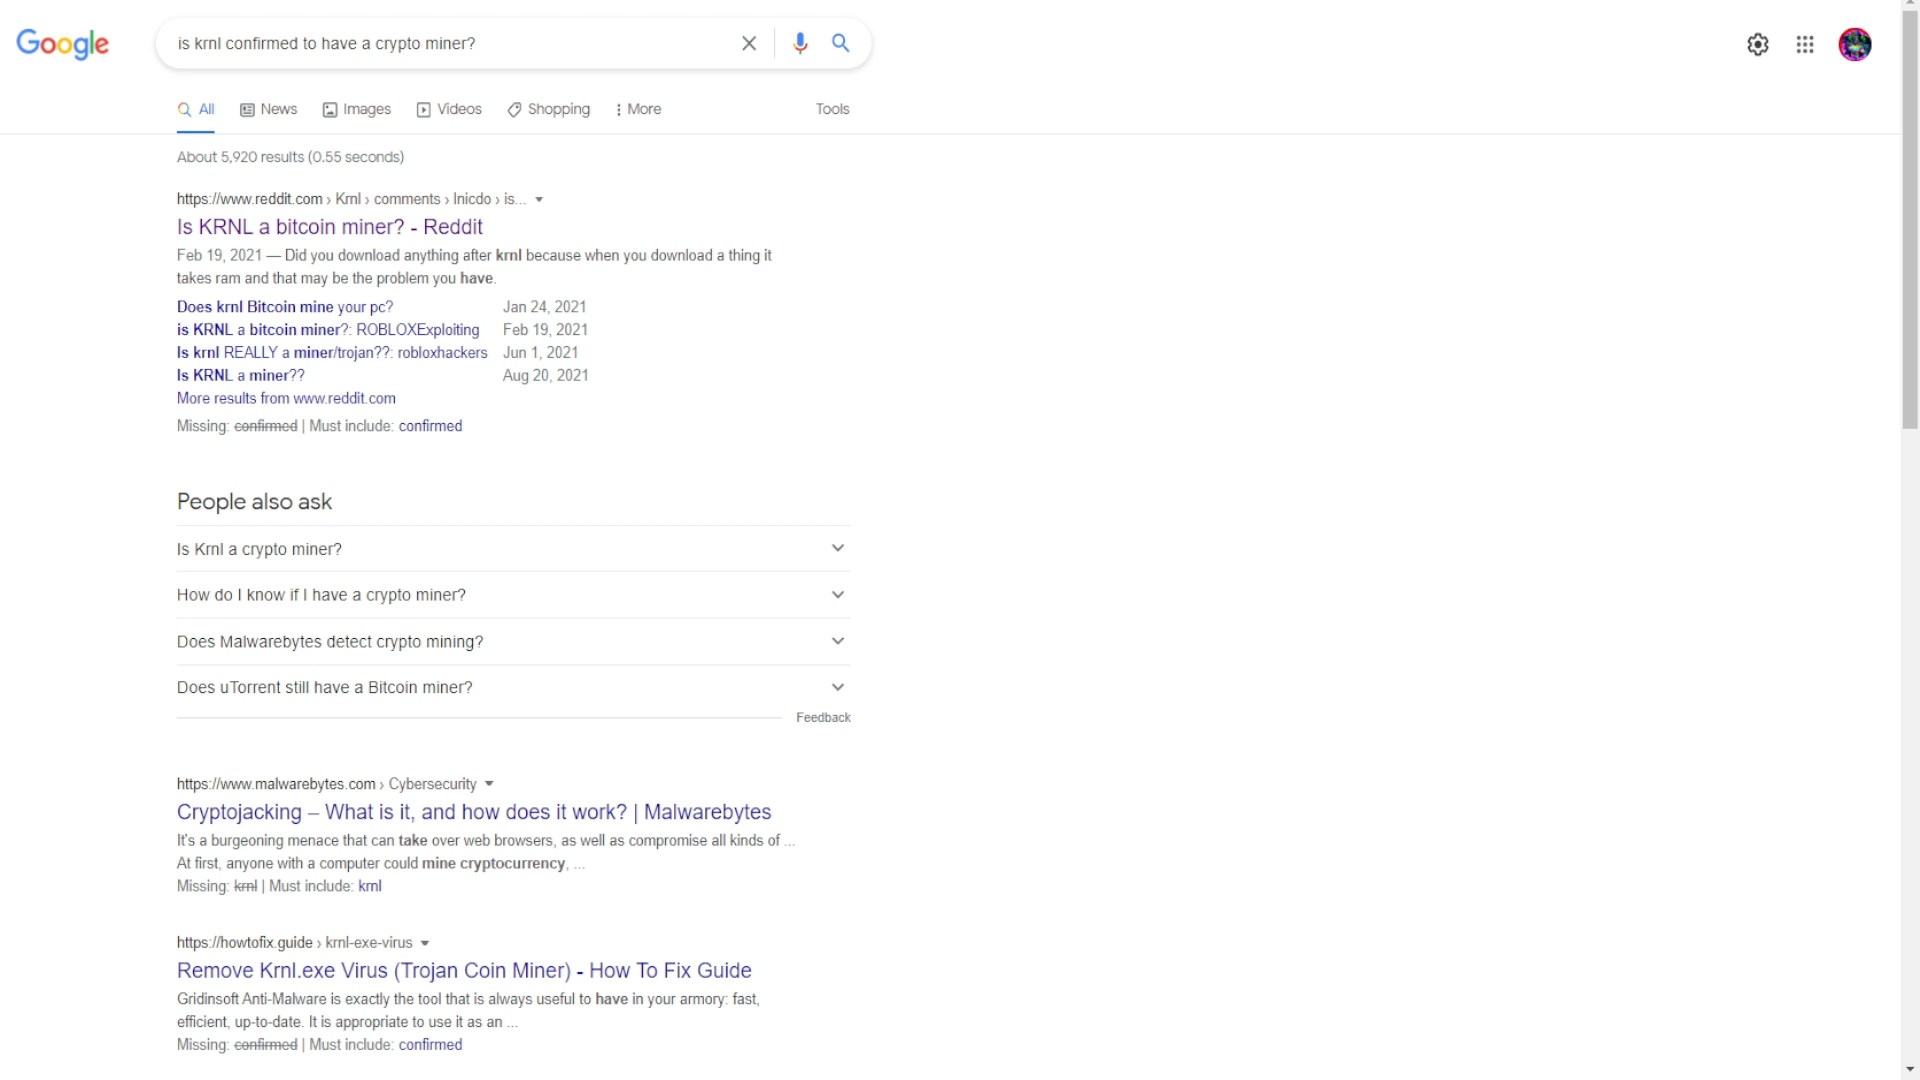 Google
is krnl confirmed to have a crypto miner?
All News Images Videos Shopping More Tools
About 5,920 results (0.55 seconds)
https://www.reddit.com › Krnl › comments › lnicdo › is...
Is KRNL a bitcoin miner? - Reddit
Feb 19, 2021 — Did you download anything after krnl because when you download a thing it
takes ram and that may be the problem you have.
Does krnl Bitcoin mine your pc? Jan 24, 2021
is KRNL a bitcoin miner?: ROBLOXExploiting Feb 19, 2021
Is krnl REALLY a miner/trojan??: robloxhackers Jun 1, 2021
Is KRNL a miner?? Aug 20, 2021
More results from www.reddit.com
Missing: confirmed | Must include: confirmed
People also ask
Is Krnl a crypto miner?
How do I know if I have a crypto miner?
Does Malwarebytes detect crypto mining?
Does uTorrent still have a Bitcoin miner?
Feedback
https://www.malwarebytes.com › Cybersecurity
Cryptojacking – What is it, and how does it work? | Malwarebytes
It's a burgeoning menace that can take over web browsers, as well as compromise all kinds of ...
At first, anyone with a computer could mine cryptocurrency, ...
Missing: krnl | Must include: krnl
https://howtofix.guide › krnl-exe-virus
Remove Krnl.exe Virus (Trojan Coin Miner) - How To Fix Guide
Gridinsoft Anti-Malware is exactly the tool that is always useful to have in your armory: fast,
efficient, up-to-date. It is appropriate to use it as an ...
Missing: confirmed | Must include: confirmed